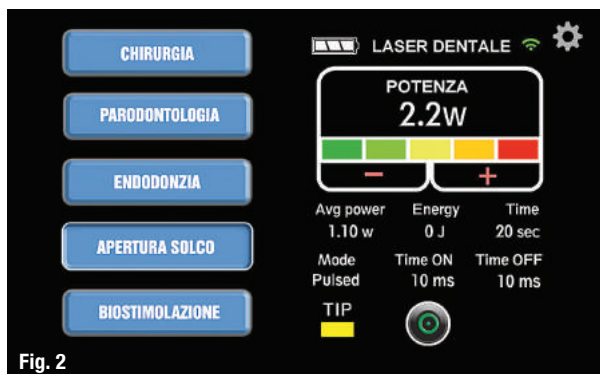 CHIRURGIA
PARODONTOLOGIA
ENDODONZIA
APERTURA SOLCO
BIOSTIMOLAZIONE
LASER DENTALE
POTENZA
2.2W
− +
Avg power Energy Time
1.10 w 0 J 20 sec
Mode Time ON Time OFF
Pulsed 10 ms 10 ms
TIP
Fig. 2